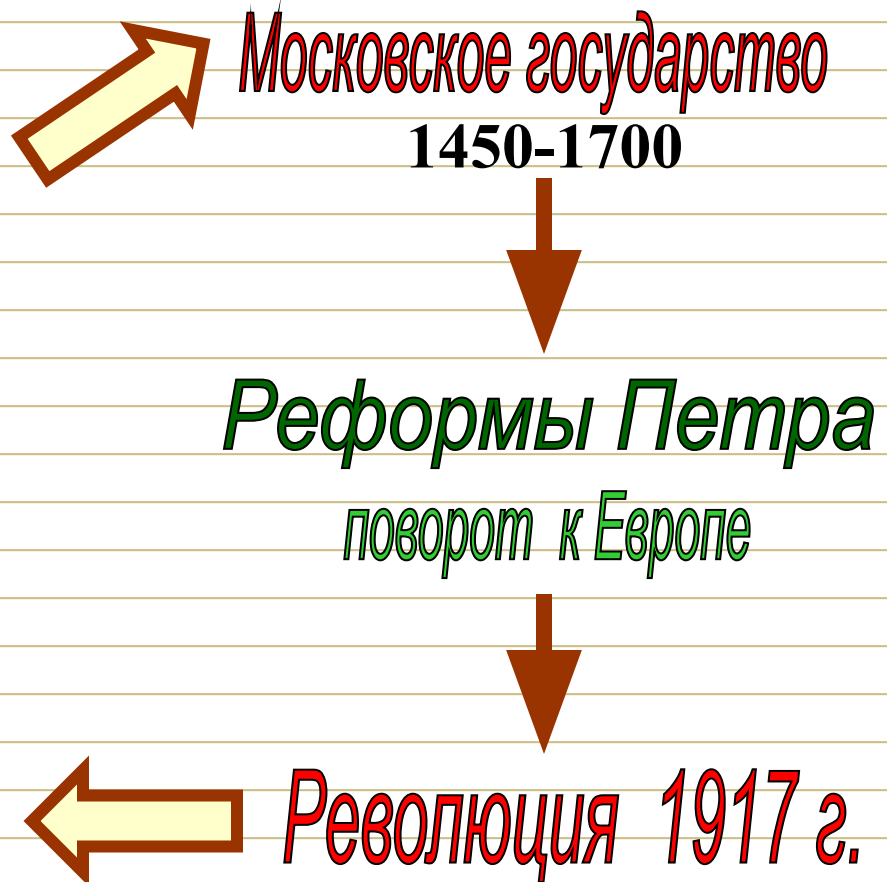 Московское государство
1450-1700
Реформы Петра
поворот к Европе
Революция 1917 г.